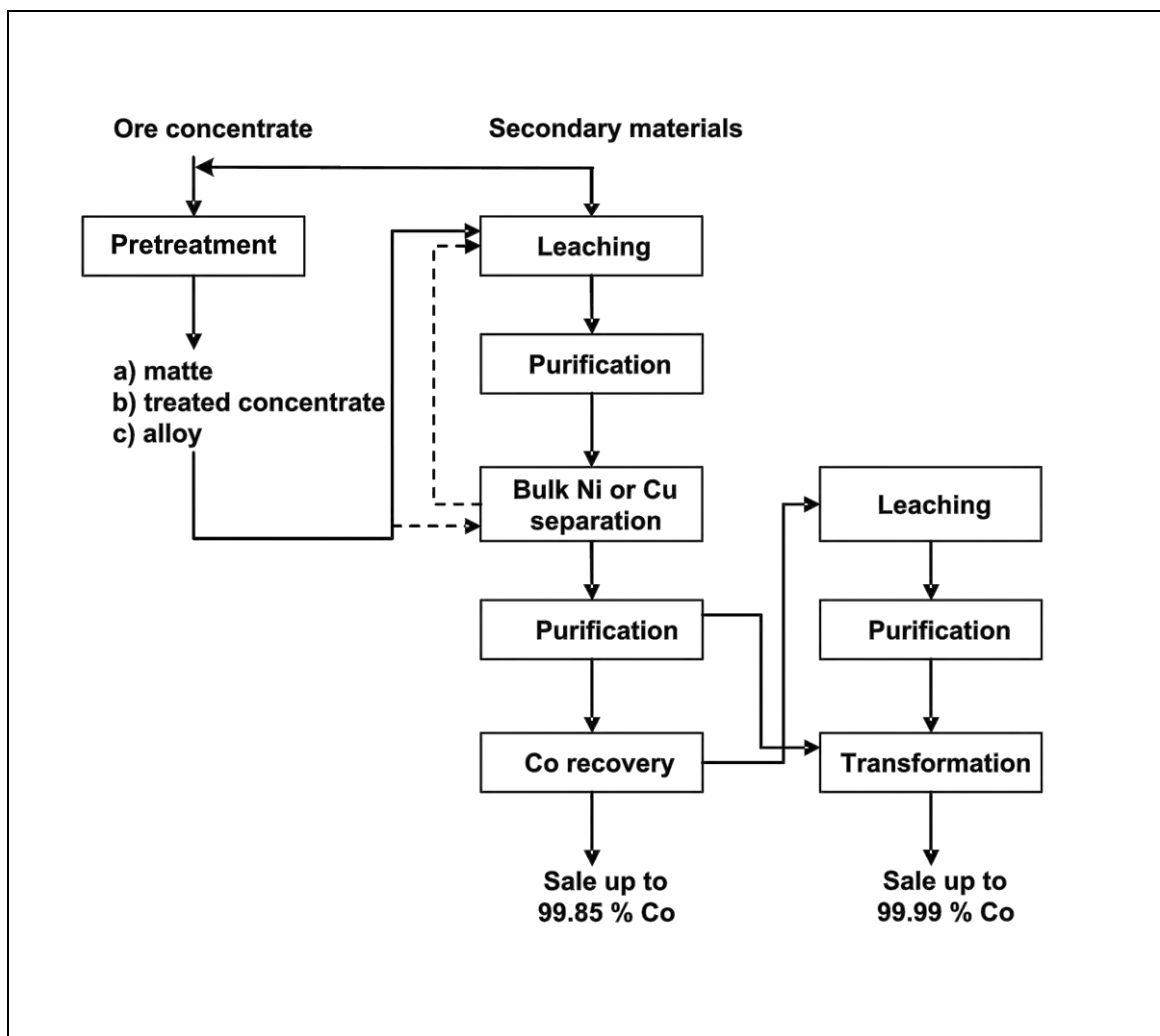 Ore concentrate
Secondary materials
Pretreatment
Leaching
Purification
a) matte
b) treated concentrate
c) alloy
Bulk Ni or Cu
separation
Leaching
Purification
Purification
Co recovery
Transformation
Sale up to
99.85 % Co
Sale up to
99.99 % Co